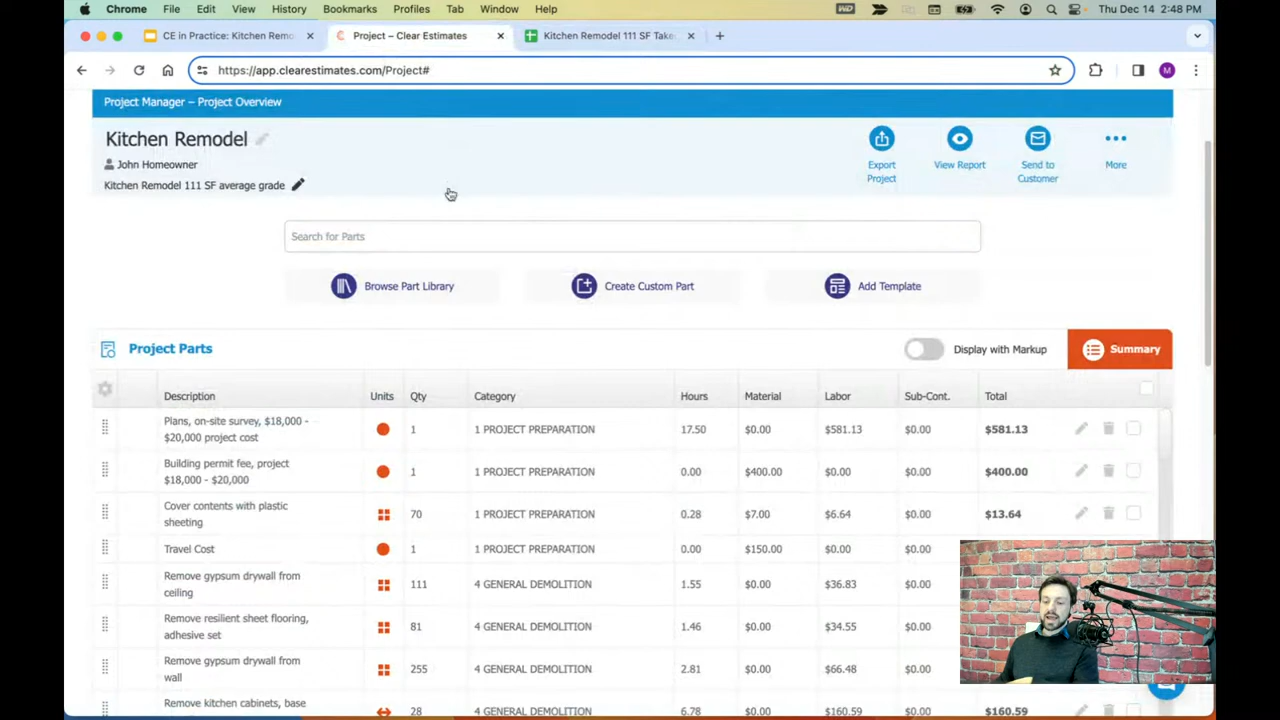 Chrome File Edit View History Bookmarks Profiles Tab Window Help Thu Dec 14 2:48 PM
CE in Practice: Kitchen Remo Project – Clear Estimates Kitchen Remodel 111 SF Take
https://app.clearestimates.com/Project#
Project Manager – Project Overview
Kitchen Remodel
John Homeowner
Kitchen Remodel 111 SF average grade
Export Project
View Report
Send to Customer
More
Search for Parts
Browse Part Library Create Custom Part Add Template
Project Parts Display with Markup Summary
Description Units Qty Category Hours Material Labor Sub-Cont. Total
Plans, on-site survey, $18,000 - $20,000 project cost 1 1 PROJECT PREPARATION 17.50 $0.00 $581.13 $0.00 $581.13
Building permit fee, project $18,000 - $20,000 1 1 PROJECT PREPARATION 0.00 $400.00 $0.00 $0.00 $400.00
Cover contents with plastic sheeting 70 1 PROJECT PREPARATION 0.28 $7.00 $6.64 $0.00 $13.64
Travel Cost 1 1 PROJECT PREPARATION 0.00 $150.00 $0.00 $0.00
Remove gypsum drywall from ceiling 111 4 GENERAL DEMOLITION 1.55 $0.00 $36.83 $0.00
Remove resilient sheet flooring, adhesive set 81 4 GENERAL DEMOLITION 1.46 $0.00 $34.55 $0.00
Remove gypsum drywall from wall 255 4 GENERAL DEMOLITION 2.81 $0.00 $66.48 $0.00
Remove kitchen cabinets, base 28 4 GENERAL DEMOLITION 6.78 $0.00 $160.59 $0.00 $160.59